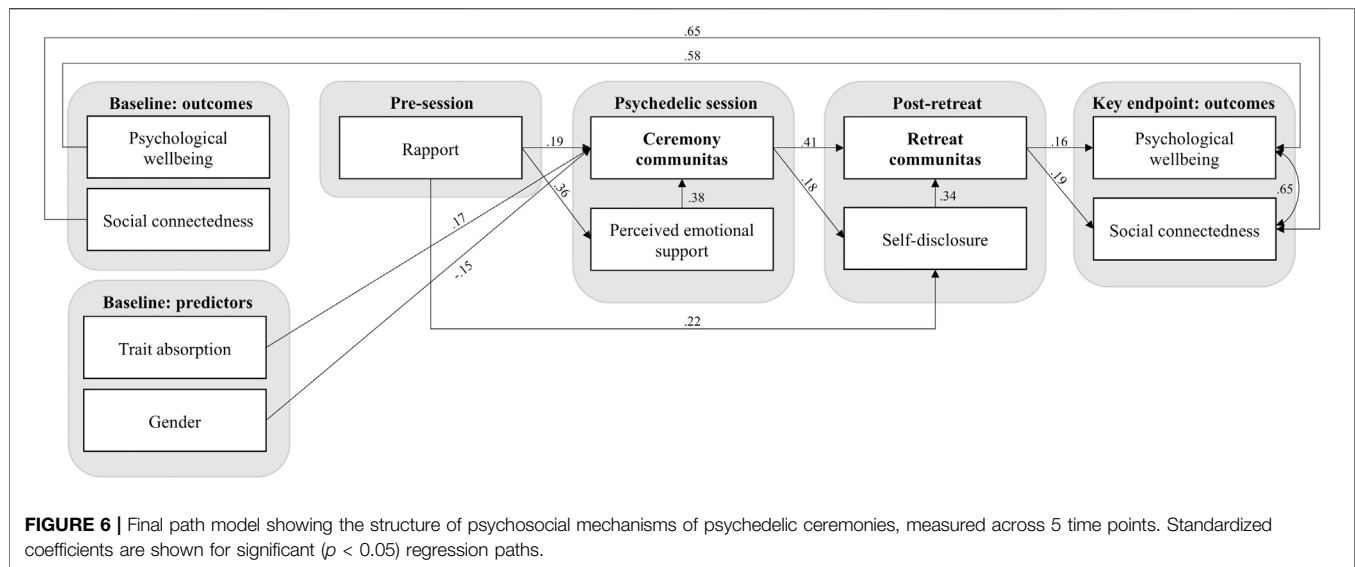 .65
.58
Baseline: outcomes
Psychological
wellbeing
Social connectedness
Baseline: predictors
Trait absorption
Gender
Pre-session
Rapport
.19
.36
.17
-.15
.22
Psychedelic session
Ceremony
communitas
.38
Perceived emotional
support
.41
.18
Post-retreat
Retreat
communitas
.34
Self-disclosure
.16
.19
Key endpoint: outcomes
Psychological
wellbeing
.65
Social connectedness
FIGURE 6 | Final path model showing the structure of psychosocial mechanisms of psychedelic ceremonies, measured across 5 time points. Standardized
coefficients are shown for significant (p < 0.05) regression paths.